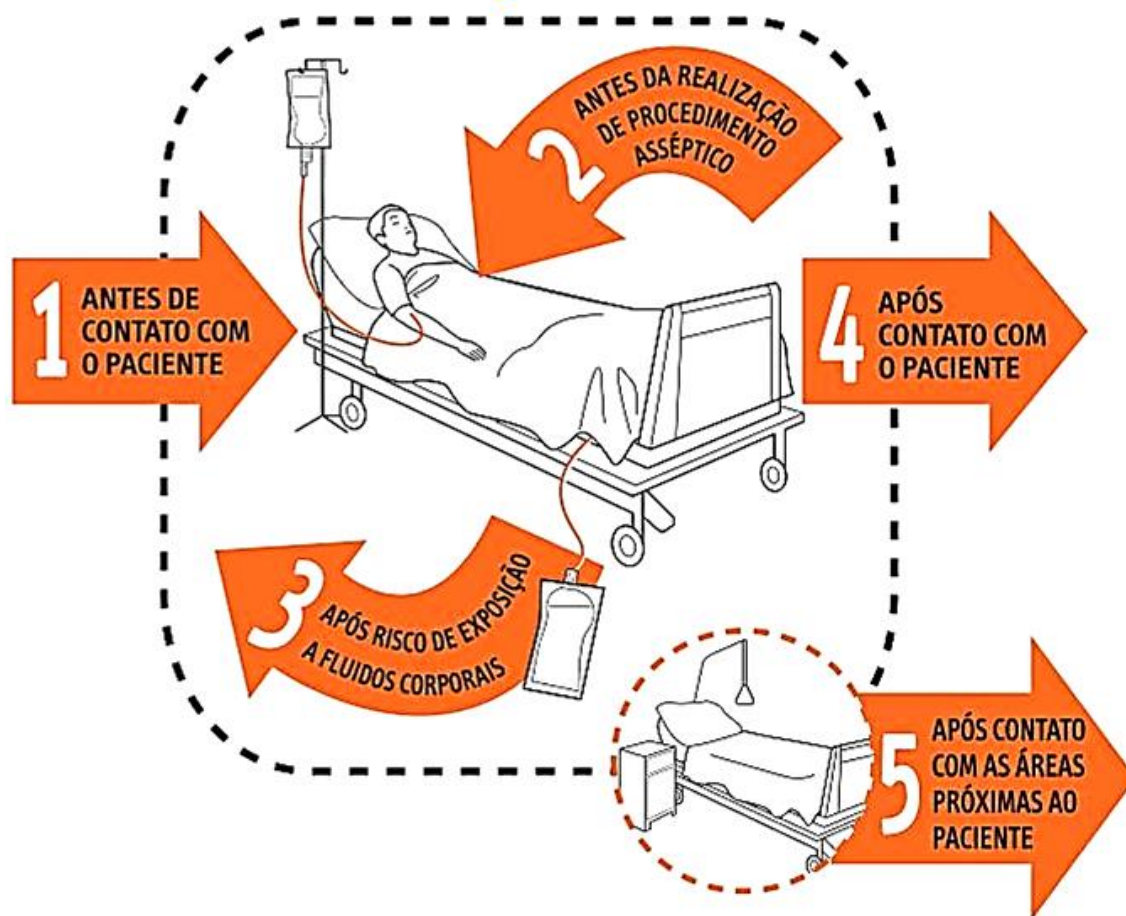 1 ANTES DE
CONTATO COM
O PACIENTE
2 ANTES DA REALIZAÇÃO
DE PROCEDIMENTO
ASSÉPTICO
3 APÓS RISCO DE EXPOSIÇÃO
A FLUIDOS CORPORAIS
4 APÓS
CONTATO COM
O PACIENTE
5 APÓS CONTATO
COM AS ÁREAS
PRÓXIMAS AO
PACIENTE